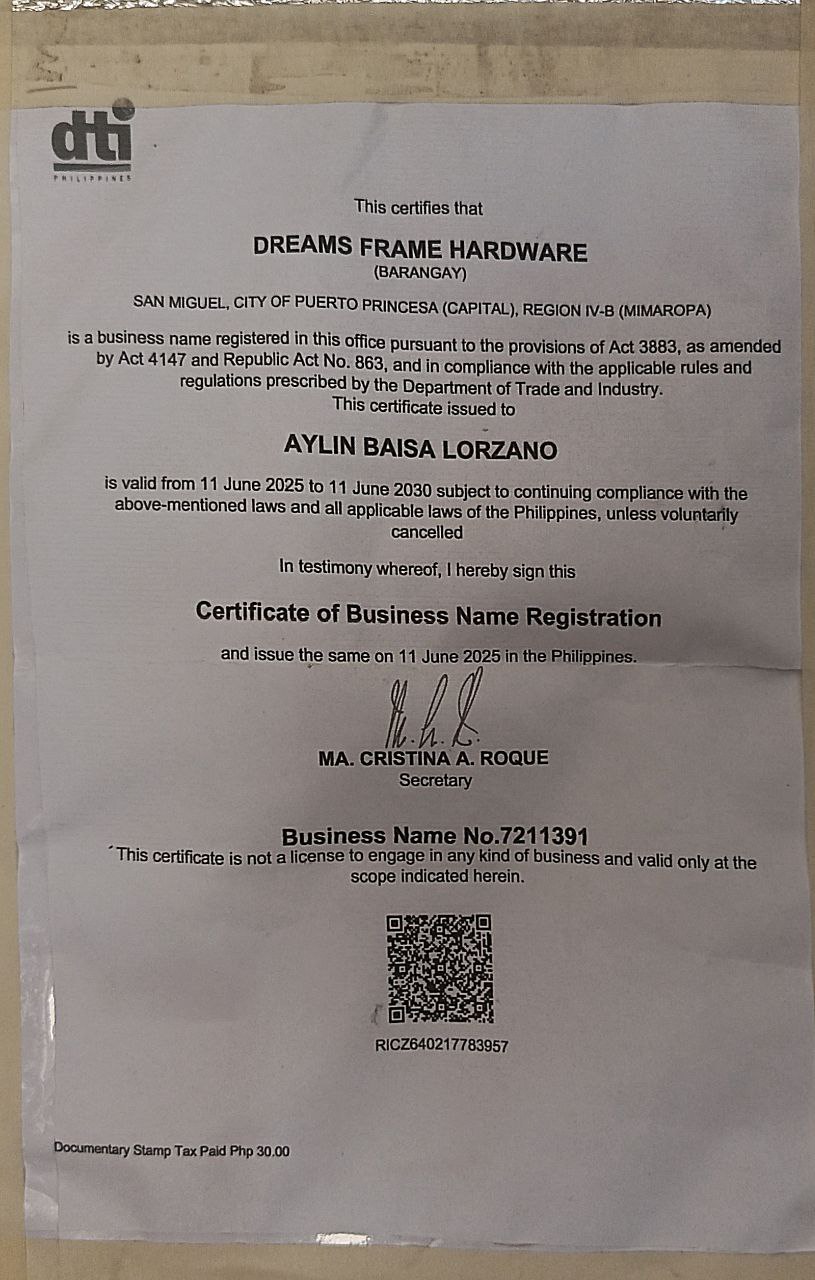 dti
PHILIPPINES
This certifies that
DREAMS FRAME HARDWARE
(BARANGAY)
SAN MIGUEL, CITY OF PUERTO PRINCESA (CAPITAL), REGION IV-B (MIMAROPA)
is a business name registered in this office pursuant to the provisions of Act 3883, as amended
by Act 4147 and Republic Act No. 863, and in compliance with the applicable rules and
regulations prescribed by the Department of Trade and Industry.
This certificate issued to
AYLIN BAISA LORZANO
is valid from 11 June 2025 to 11 June 2030 subject to continuing compliance with the
above-mentioned laws and all applicable laws of the Philippines, unless voluntarily
cancelled
In testimony whereof, I hereby sign this
Certificate of Business Name Registration
and issue the same on 11 June 2025 in the Philippines.
MA. CRISTINA A. ROQUE
Secretary
Business Name No.7211391
This certificate is not a license to engage in any kind of business and valid only at the
scope indicated herein.
RICZ640217783957
Documentary Stamp Tax Paid Php 30.00